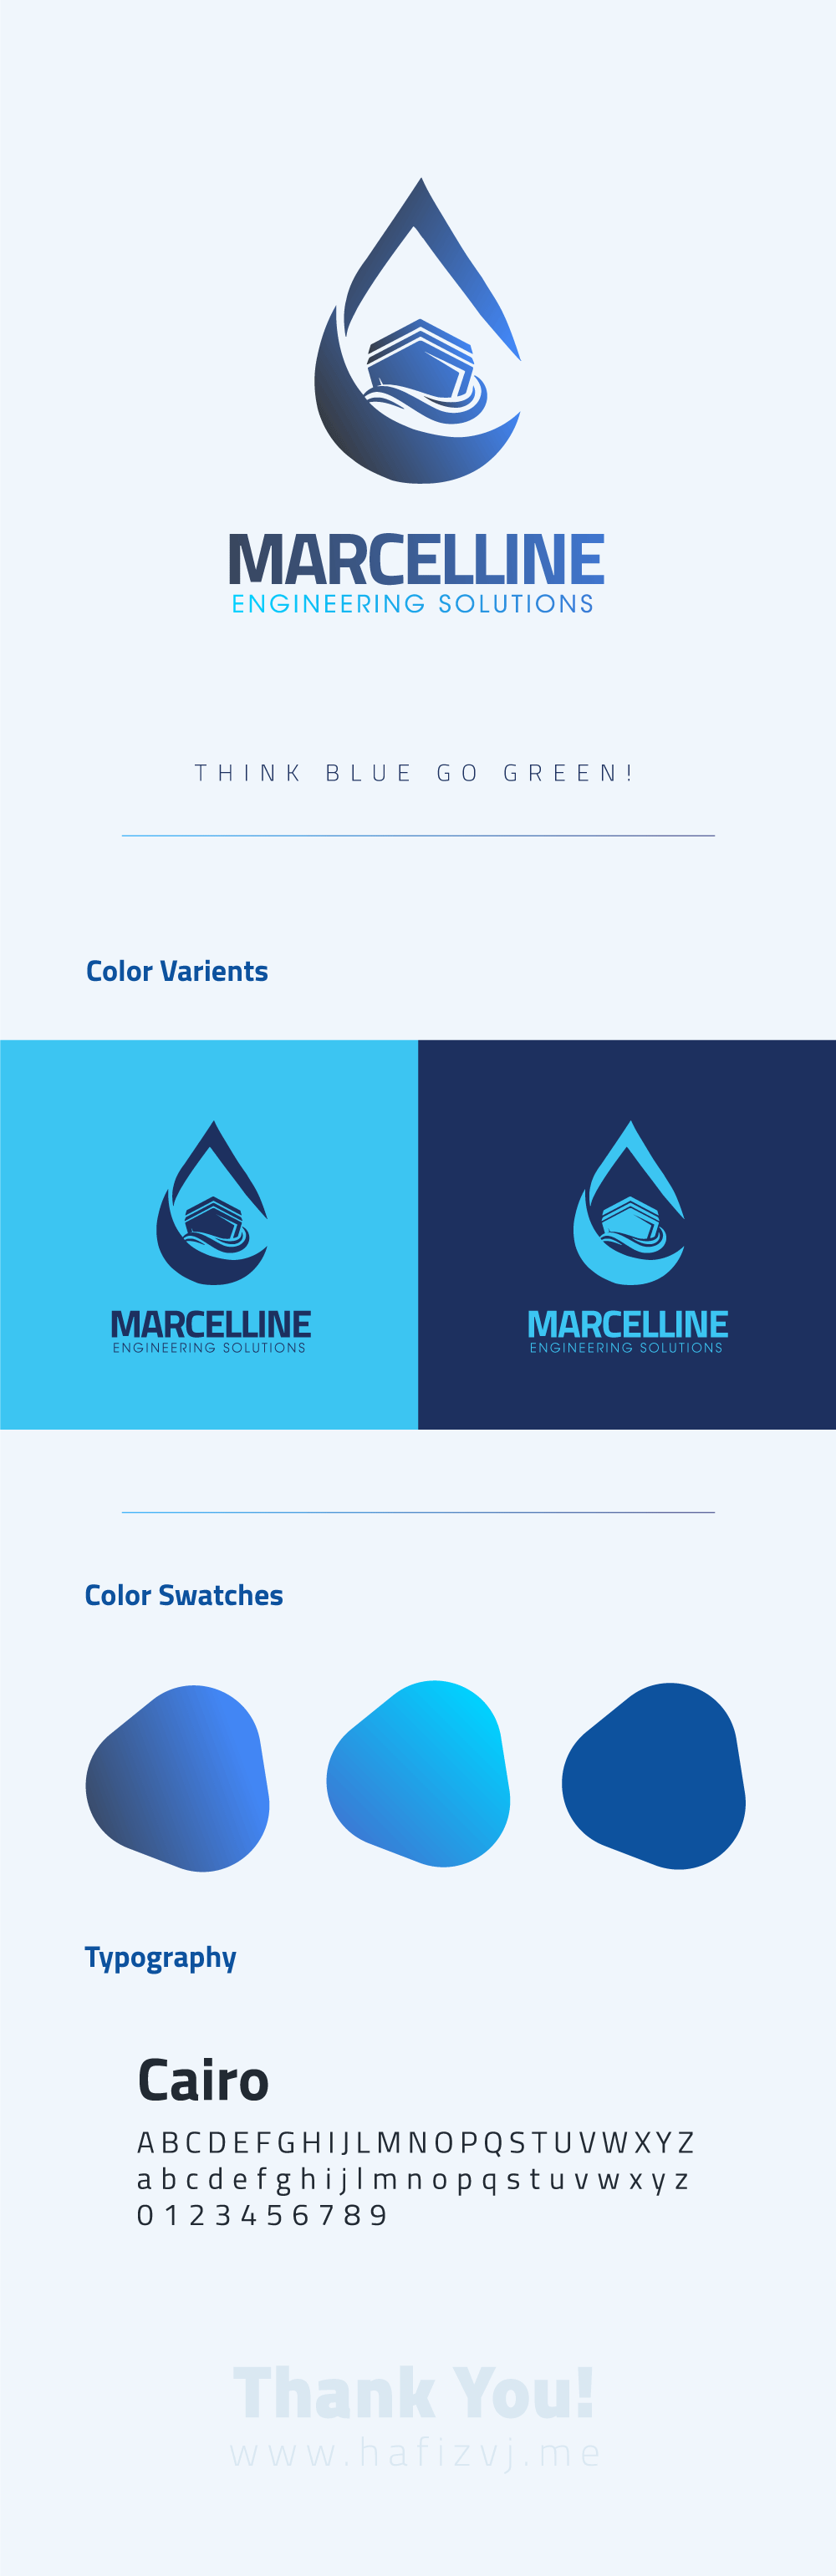 MARCELLINE
ENGINEERING SOLUTIONS
THINK BLUE GO GREEN!
Color Varients
MARCELLINE
ENGINEERING SOLUTIONS
MARCELLINE
ENGINEERING SOLUTIONS
Color Swatches
Typography
Cairo
A B C D E F G H I J L M N O P Q S T U V W X Y Z
a b c d e f g h i j l m n o p q s t u v w x y z
0 1 2 3 4 5 6 7 8 9
Thank You!
www.hafizvj.me